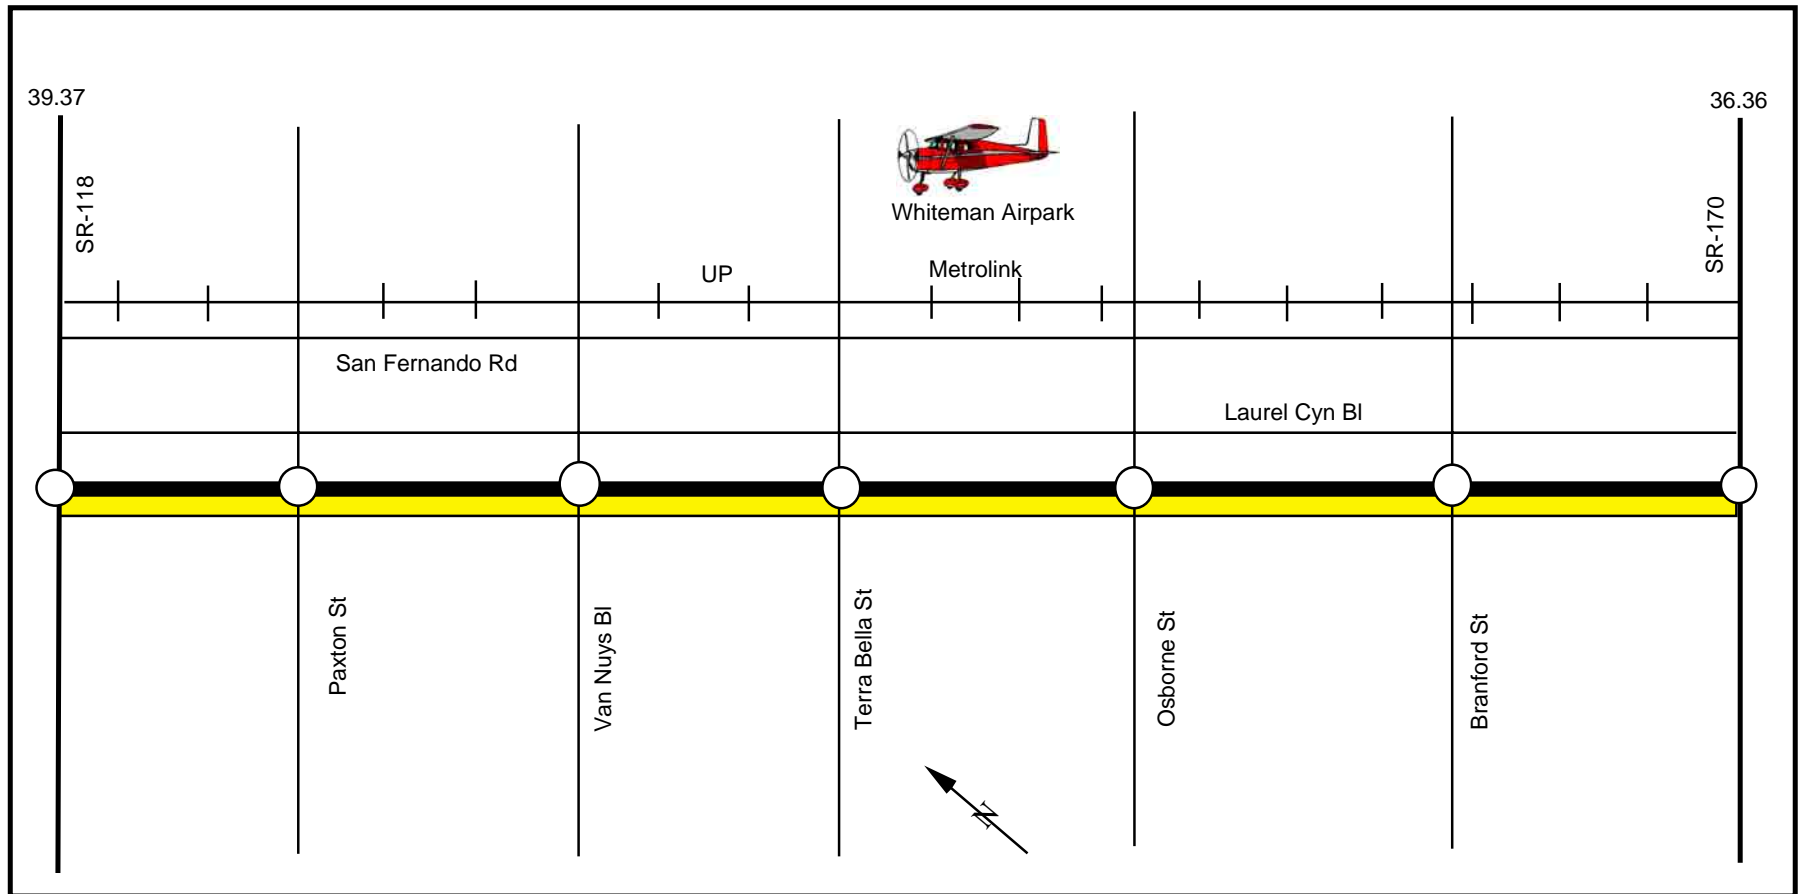 39.37
36.36
SR-118
SR-170
Whiteman Airpark
Metrolink
UP
San Fernando Rd
Laurel Cyn Bl
Paxton St
Van Nuys Bl
Terra Bella St
Osborne St
Branford St
N